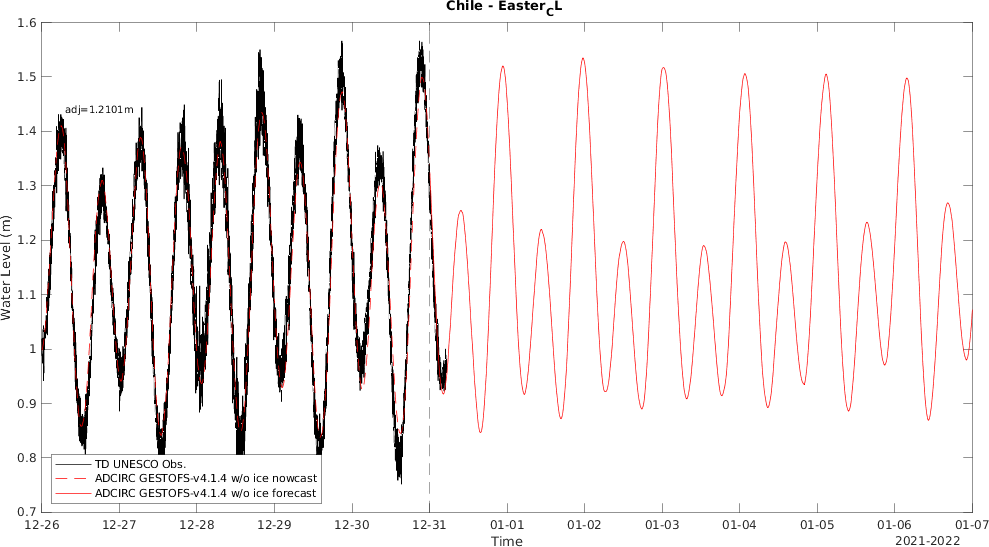 Chile - Easter_CL
1.6
1.5
adj=1.2101m
1.4
1.3
1.2
1.1
1
0.9
0.8
0.7
Water Level (m)
TD UNESCO Obs.
ADCIRC GESTOFS-v4.1.4 w/o ice nowcast
ADCIRC GESTOFS-v4.1.4 w/o ice forecast
12-26 12-27 12-28 12-29 12-30 12-31 01-01 01-02 01-03 01-04 01-05 01-06 01-07
Time
2021-2022